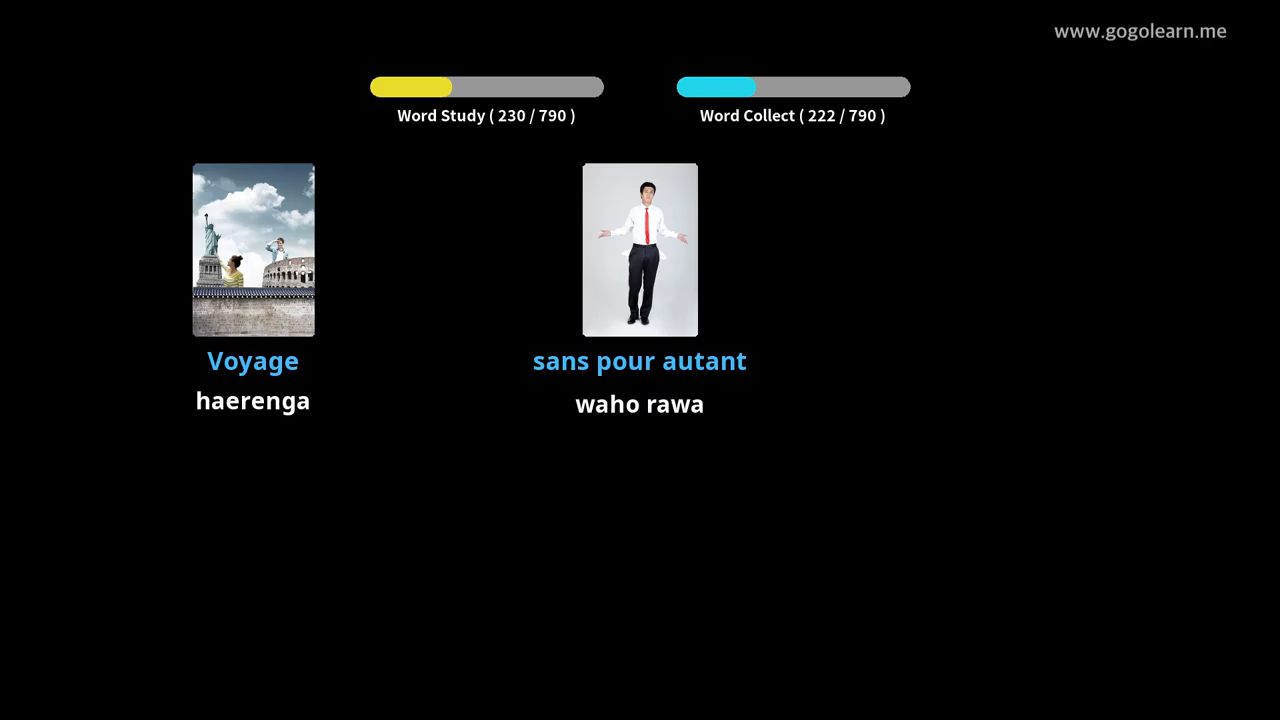 www.gogolearn.me
Word Study ( 230 / 790 )
Word Collect ( 222 / 790 )
Voyage
haerenga
sans pour autant
waho rawa